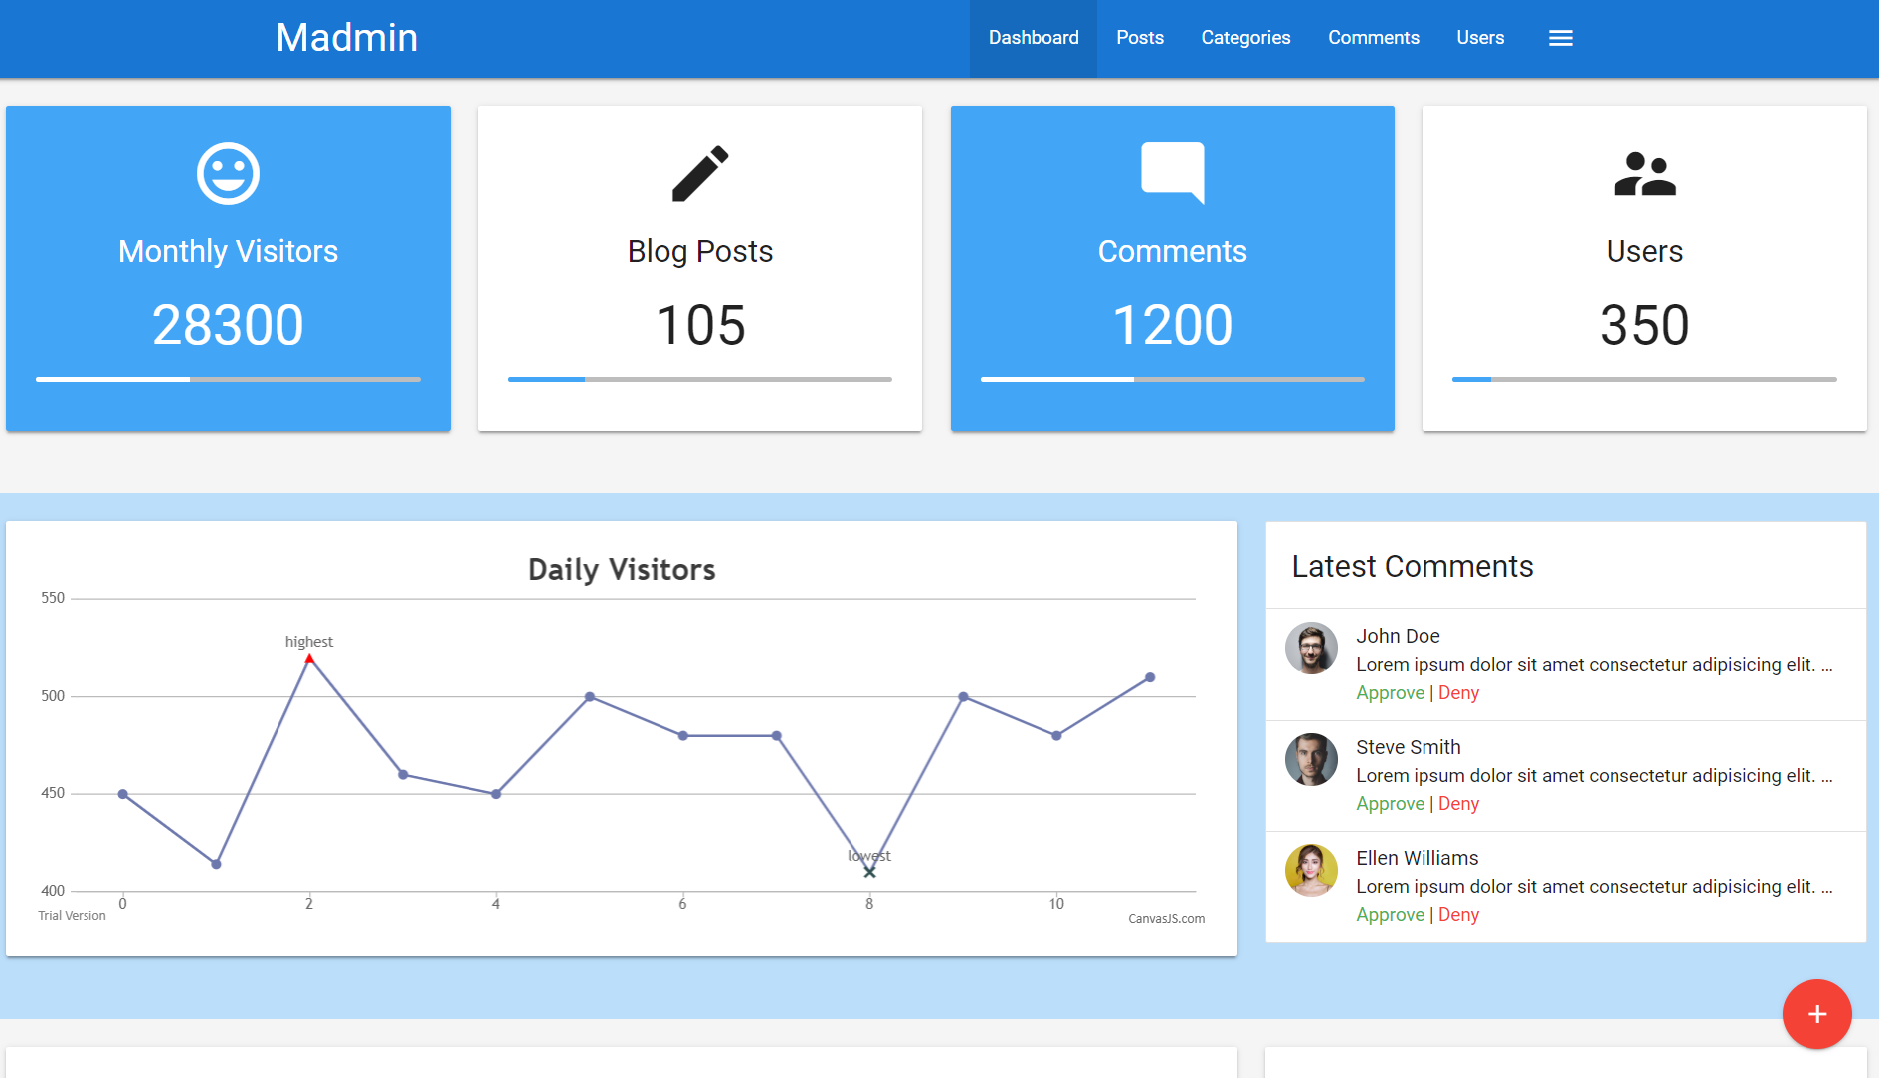 Madmin
Dashboard Posts Categories Comments Users
Monthly Visitors
28300
Blog Posts
105
Comments
1200
Users
350
Daily Visitors
550
500
450
400
highest
lowest
0 2 4 6 8 10
Trial Version
CanvasJS.com
Latest Comments
John Doe
Lorem ipsum dolor sit amet consectetur adipisicing elit. ...
Approve | Deny
Steve Smith
Lorem ipsum dolor sit amet consectetur adipisicing elit. ...
Approve | Deny
Ellen Williams
Lorem ipsum dolor sit amet consectetur adipisicing elit. ...
Approve | Deny
+